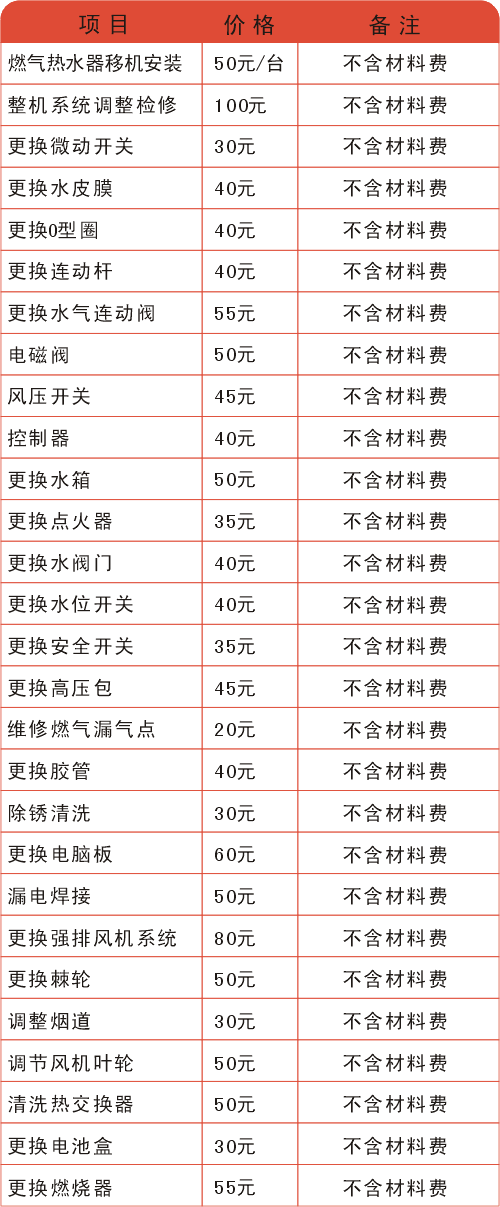 项目 价格 备注
燃气热水器移机安装 50元/台 不含材料费
整机系统调整检修 100元 不含材料费
更换微动开关 30元 不含材料费
更换水皮膜 40元 不含材料费
更换O型圈 40元 不含材料费
更换连动杆 40元 不含材料费
更换水气连动阀 55元 不含材料费
电磁阀 50元 不含材料费
风压开关 45元 不含材料费
控制器 40元 不含材料费
更换水箱 50元 不含材料费
更换点火器 35元 不含材料费
更换水阀门 40元 不含材料费
更换水位开关 40元 不含材料费
更换安全开关 35元 不含材料费
更换高压包 45元 不含材料费
维修燃气漏气点 20元 不含材料费
更换胶管 40元 不含材料费
除锈清洗 30元 不含材料费
更换电脑板 60元 不含材料费
漏电焊接 50元 不含材料费
更换强排风机系统 80元 不含材料费
更换棘轮 50元 不含材料费
调整烟道 30元 不含材料费
调节风机叶轮 50元 不含材料费
清洗热交换器 50元 不含材料费
更换电池盒 30元 不含材料费
更换燃烧器 55元 不含材料费